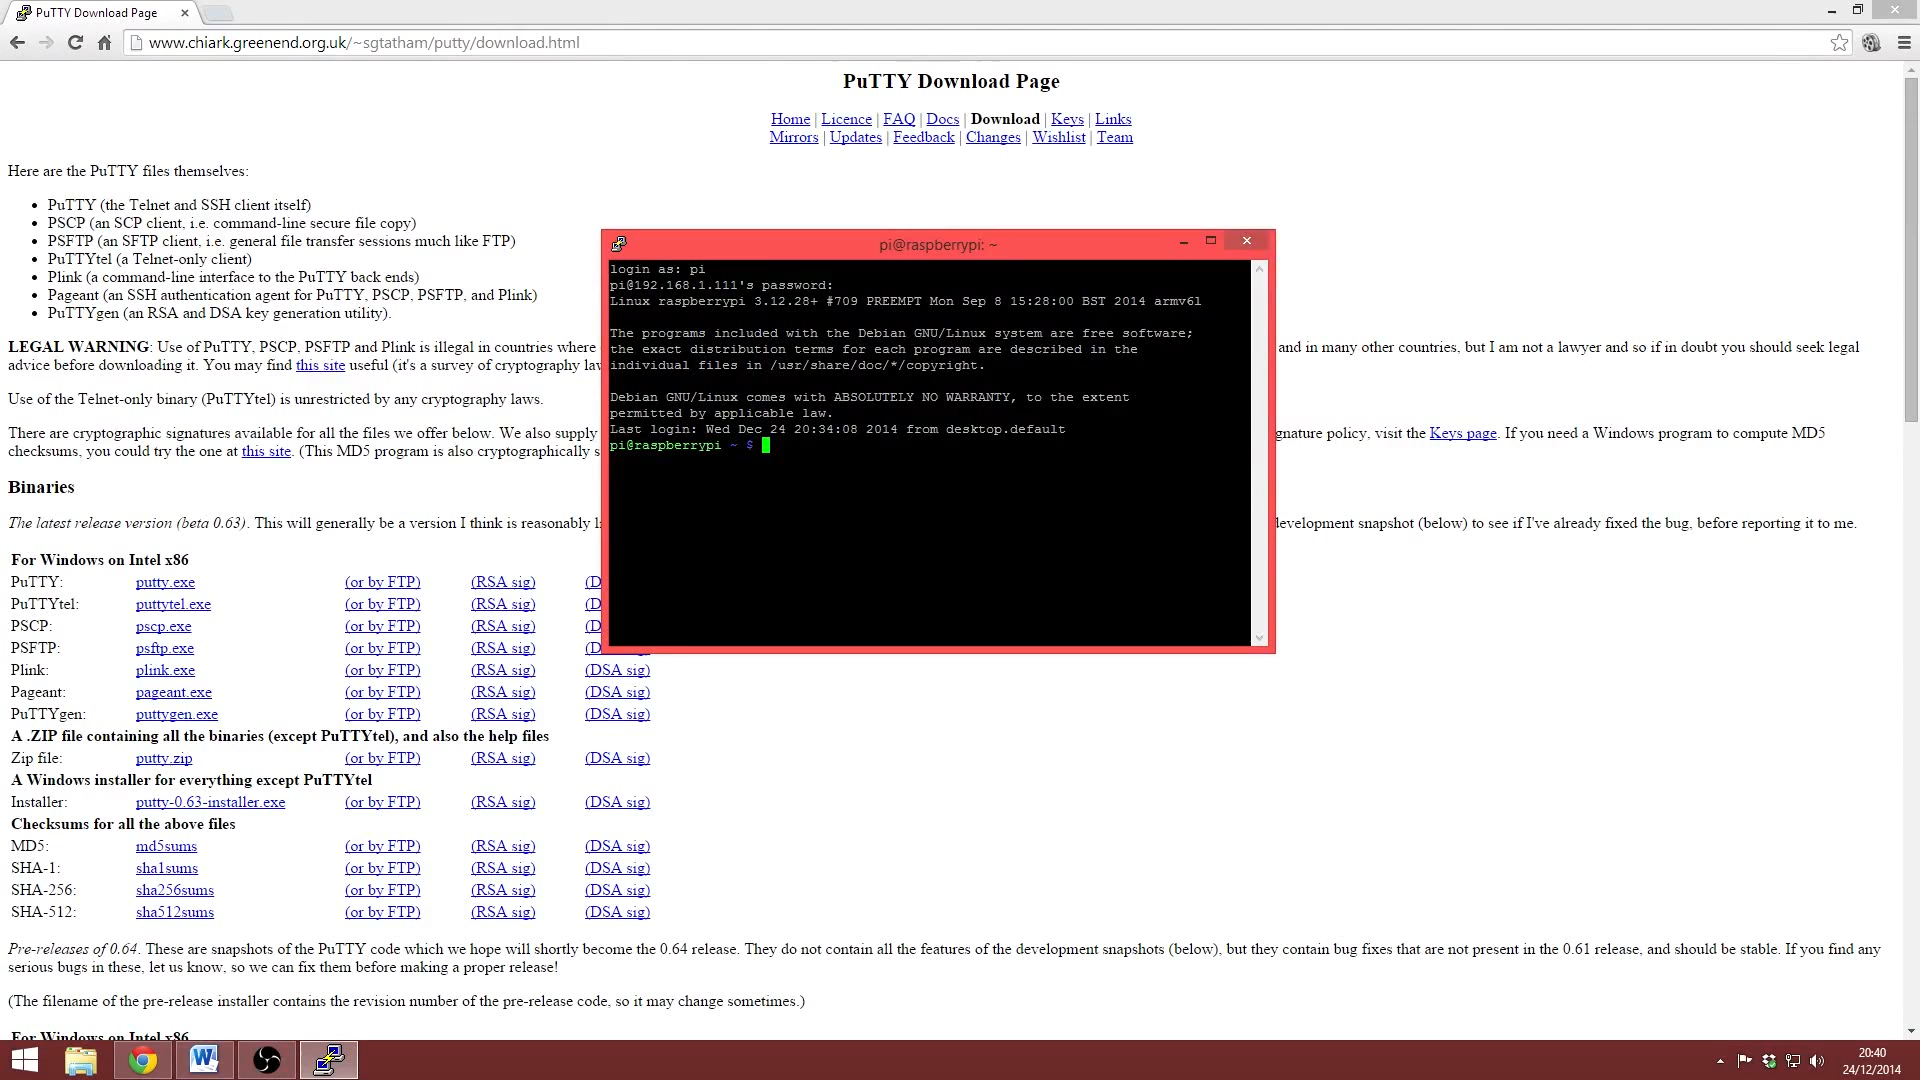 PuTTY Download Page
www.chiark.greenend.org.uk/~sgtatham/putty/download.html
PuTTY Download Page
Home | Licence | FAQ | Docs | Download | Keys | Links
Mirrors | Updates | Feedback | Changes | Wishlist | Team
Here are the PuTTY files themselves:
PuTTY (the Telnet and SSH client itself)
PSCP (an SCP client, i.e. command-line secure file copy)
PSFTP (an SFTP client, i.e. general file transfer sessions much like FTP)
PuTTYtel (a Telnet-only client)
Plink (a command-line interface to the PuTTY back ends)
Pageant (an SSH authentication agent for PuTTY, PSCP, PSFTP, and Plink)
PuTTYgen (an RSA and DSA key generation utility).
LEGAL WARNING: Use of PuTTY, PSCP, PSFTP and Plink is illegal in countries where and in many other countries, but I am not a lawyer and so if in doubt you should seek legal
advice before downloading it. You may find this site useful (it's a survey of cryptography
Use of the Telnet-only binary (PuTTYtel) is unrestricted by any cryptography laws.
There are cryptographic signatures available for all the files we offer below. We also supply gnature policy, visit the Keys page. If you need a Windows program to compute MD5
checksums, you could try the one at this site. (This MD5 program is also cryptographically s
Binaries
The latest release version (beta 0.63). This will generally be a version I think is reasonably development snapshot (below) to see if I've already fixed the bug, before reporting it to me.
For Windows on Intel x86
PuTTY: putty.exe (or by FTP) (RSA sig) (D
PuTTYtel: puttytel.exe (or by FTP) (RSA sig) (D
PSCP: pscp.exe (or by FTP) (RSA sig) (D
PSFTP: psftp.exe (or by FTP) (RSA sig) (D
Plink: plink.exe (or by FTP) (RSA sig) (DSA sig)
Pageant: pageant.exe (or by FTP) (RSA sig) (DSA sig)
PuTTYgen: puttygen.exe (or by FTP) (RSA sig) (DSA sig)
A .ZIP file containing all the binaries (except PuTTYtel), and also the help files
Zip file: putty.zip (or by FTP) (RSA sig) (DSA sig)
A Windows installer for everything except PuTTYtel
Installer: putty-0.63-installer.exe (or by FTP) (RSA sig) (DSA sig)
Checksums for all the above files
MD5: md5sums (or by FTP) (RSA sig) (DSA sig)
SHA-1: sha1sums (or by FTP) (RSA sig) (DSA sig)
SHA-256: sha256sums (or by FTP) (RSA sig) (DSA sig)
SHA-512: sha512sums (or by FTP) (RSA sig) (DSA sig)
Pre-releases of 0.64. These are snapshots of the PuTTY code which we hope will shortly become the 0.64 release. They do not contain all the features of the development snapshots (below), but they contain bug fixes that are not present in the 0.61 release, and should be stable. If you find any
serious bugs in these, let us know, so we can fix them before making a proper release!
(The filename of the pre-release installer contains the revision number of the pre-release code, so it may change sometimes.)
For Windows on Intel x86
pi@raspberrypi: ~
login as: pi
pi@192.168.1.111's password:
Linux raspberrypi 3.12.28+ #709 PREEMPT Mon Sep 8 15:28:00 BST 2014 armv6l
The programs included with the Debian GNU/Linux system are free software;
the exact distribution terms for each program are described in the
individual files in /usr/share/doc/*/copyright.
Debian GNU/Linux comes with ABSOLUTELY NO WARRANTY, to the extent
permitted by applicable law.
Last login: Wed Dec 24 20:34:08 2014 from desktop.default
pi@raspberrypi ~ $
20:40
24/12/2014